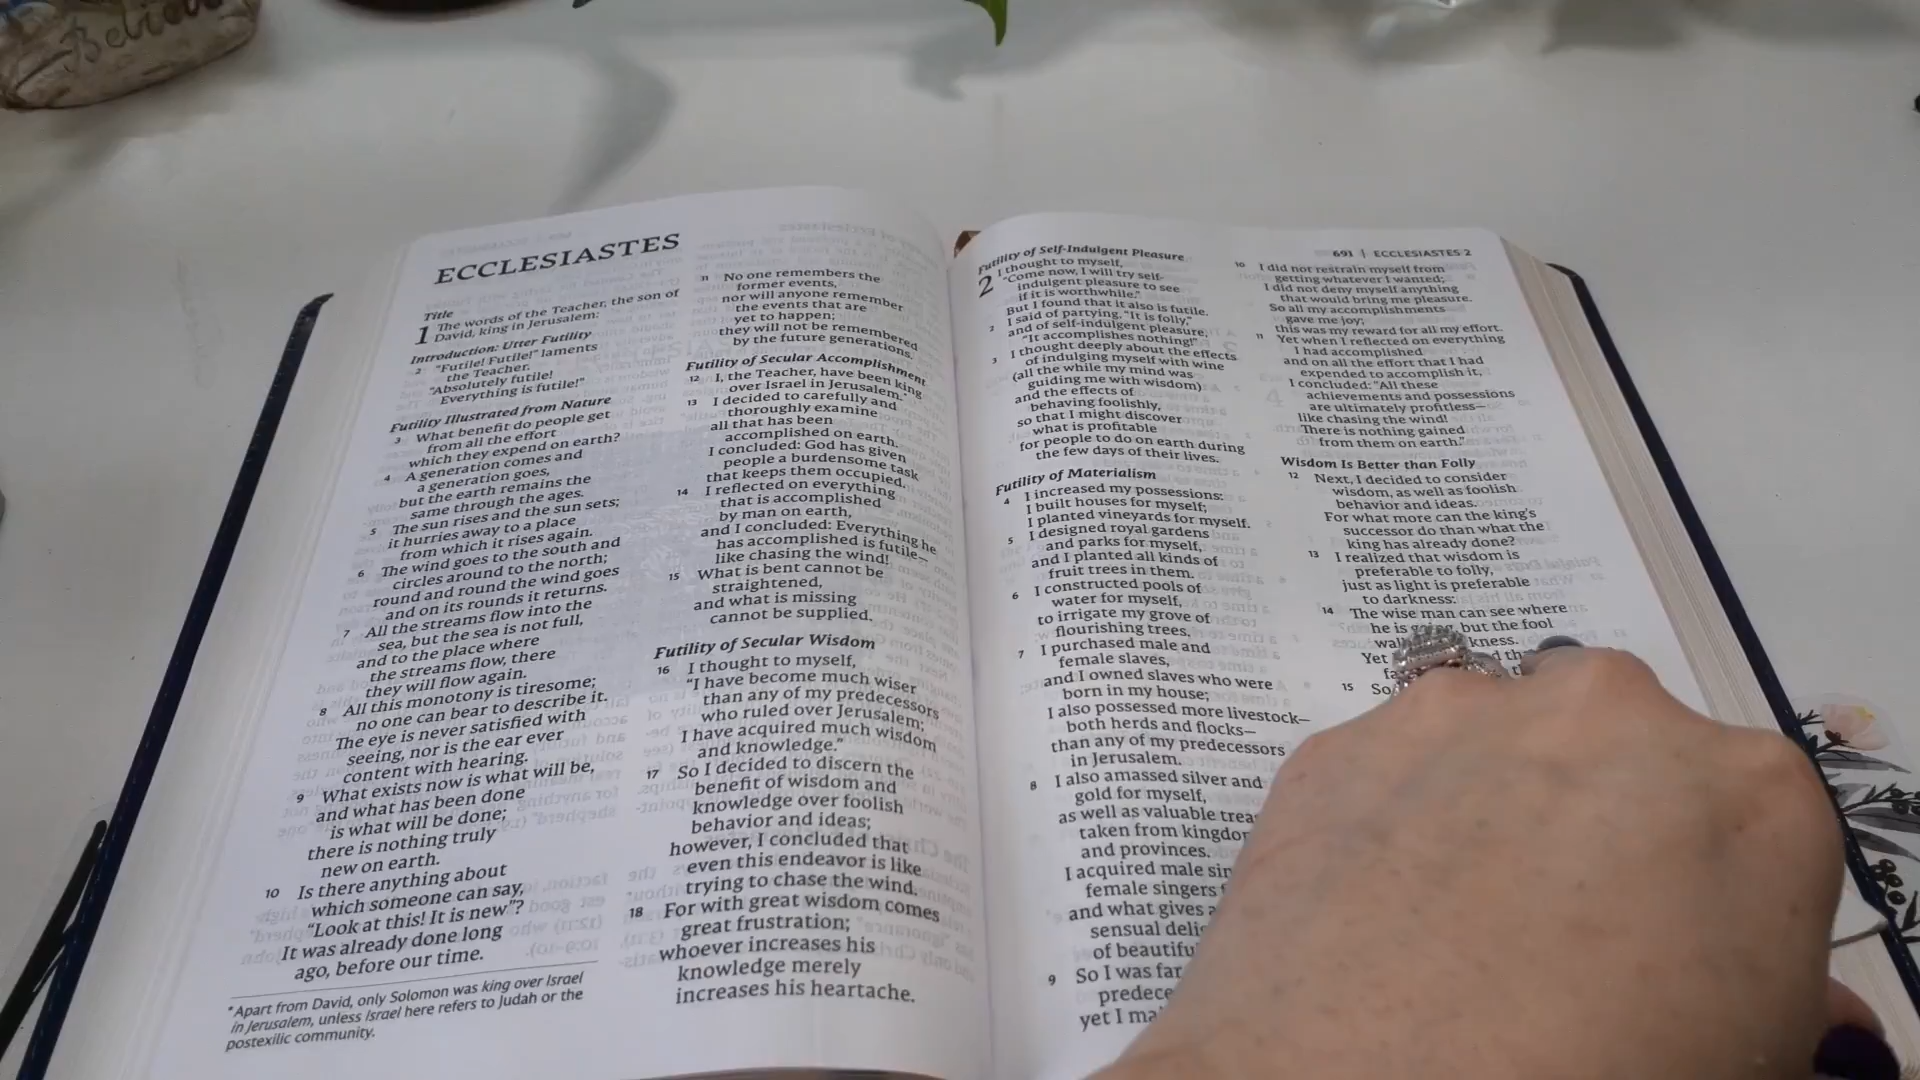 Believe
ECCLESIASTES
Title
1 The words of the Teacher, the son of
David, king in Jerusalem:
Introduction: Utter Futility
2 "Futile! Futile!" laments
the Teacher.
"Absolutely futile!
Everything is futile!"
Futility Illustrated from Nature
3 What benefit do people get
from all the effort
which they expend on earth?
4 A generation comes and
a generation goes,
but the earth remains the
same through the ages.
5 The sun rises and the sun sets;
it hurries away to a place
from which it rises again.
6 The wind goes to the south and
circles around to the north;
round and round the wind goes
and on its rounds it returns.
7 All the streams flow into the
sea, but the sea is not full,
and to the place where
the streams flow, there
they will flow again.
8 All this monotony is tiresome;
no one can bear to describe it.
The eye is never satisfied with
seeing, nor is the ear ever
content with hearing.
9 What exists now is what will be,
and what has been done
is what will be done;
there is nothing truly
new on earth.
10 Is there anything about
which someone can say,
"Look at this! It is new"?
It was already done long
ago, before our time.
*Apart from David, only Solomon was king over Israel
in Jerusalem, unless Israel here refers to Judah or the
postexilic community.
11 No one remembers the
former events,
nor will anyone remember
the events that are
yet to happen;
they will not be remembered
by the future generations.
Futility of Secular Accomplishment
12 I, the Teacher, have been king
over Israel in Jerusalem.*
13 I decided to carefully and
thoroughly examine
all that has been
accomplished on earth.
I concluded: God has given
people a burdensome task
that keeps them occupied.
14 I reflected on everything
that is accomplished
by man on earth,
and I concluded: Everything he
has accomplished is futile—
like chasing the wind!
15 What is bent cannot be
straightened,
and what is missing
cannot be supplied.
Futility of Secular Wisdom
16 I thought to myself,
"I have become much wiser
than any of my predecessors
who ruled over Jerusalem;
I have acquired much wisdom
and knowledge."
17 So I decided to discern the
benefit of wisdom and
knowledge over foolish
behavior and ideas;
however, I concluded that
even this endeavor is like
trying to chase the wind.
18 For with great wisdom comes
great frustration;
whoever increases his
knowledge merely
increases his heartache.
691 | ECCLESIASTES 2
Futility of Self-Indulgent Pleasure
2 I thought to myself,
"Come now, I will try self-
indulgent pleasure to see
if it is worthwhile."
But I found that it also is futile.
2 I said of partying, "It is folly,"
and of self-indulgent pleasure,
"It accomplishes nothing!"
3 I thought deeply about the effects
of indulging myself with wine
(all the while my mind was
guiding me with wisdom)
and the effects of
behaving foolishly,
so that I might discover
what is profitable
for people to do on earth during
the few days of their lives.
Futility of Materialism
4 I increased my possessions:
I built houses for myself;
I planted vineyards for myself.
5 I designed royal gardens
and parks for myself,
and I planted all kinds of
fruit trees in them.
6 I constructed pools of
water for myself,
to irrigate my grove of
flourishing trees.
7 I purchased male and
female slaves,
and I owned slaves who were
born in my house;
I also possessed more livestock—
both herds and flocks—
than any of my predecessors
in Jerusalem.
8 I also amassed silver and
gold for myself,
as well as valuable
taken from
and provinces.
I acquired male
female singers
and what gives
sensual
of
9 So I was far
yet I
10 I did not restrain myself from
getting whatever I wanted;
I did not deny myself anything
that would bring me pleasure.
So all my accomplishments
gave me joy;
this was my reward for all my effort.
11 Yet when I reflected on everything
I had accomplished
and on all the effort that I had
expended to accomplish it,
I concluded: "All these
achievements and possessions
are ultimately profitless—
like chasing the wind!
There is nothing gained
from them on earth."
Wisdom Is Better than Folly
12 Next, I decided to consider
wisdom, as well as foolish
behavior and ideas.
For what more can the king's
successor do than what the
king has already done?
13 I realized that wisdom is
preferable to folly,
just as light is preferable
to darkness:
14 The wise man can see where
he is going, but the fool
Yet
15 So